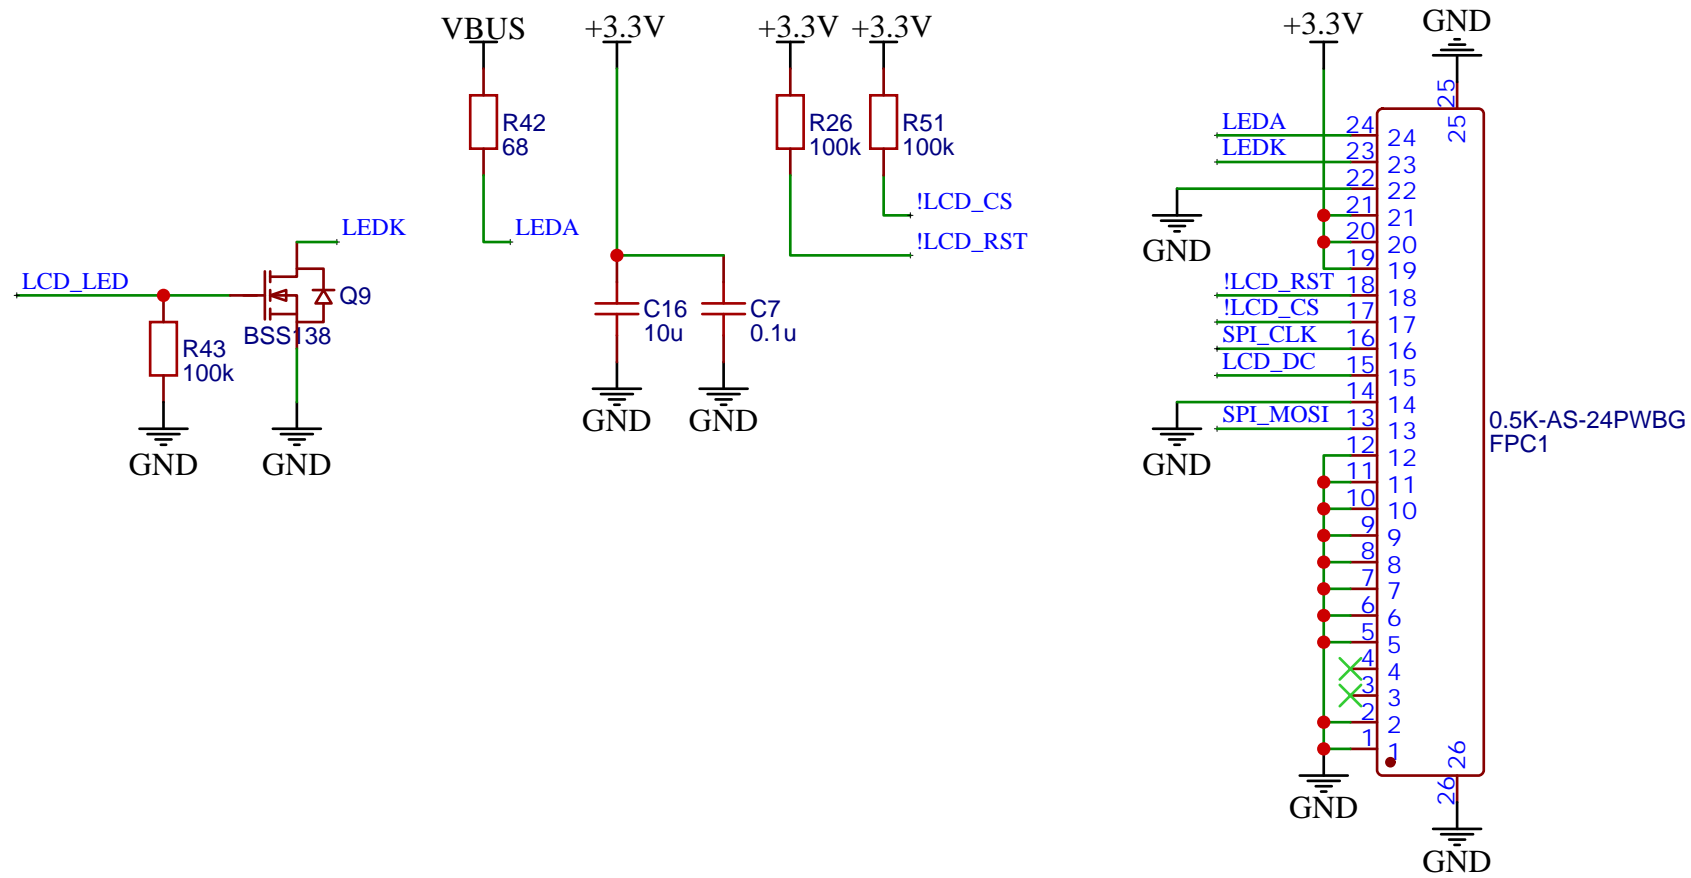 VBUS
+3.3V
+3.3V
+3.3V
R42
68
R26
100k
R51
100k
!LCD_CS
!LCD_RST
LEDA
LEDK
LCD_LED
Q9
BSS138
R43
100k
GND
GND
C16
10u
C7
0.1u
GND
GND
+3.3V
GND
25
25
LEDA
24
24
LEDK
23
23
22
22
GND
21
21
20
20
19
19
!LCD_RST
18
18
!LCD_CS
17
17
SPI_CLK
16
16
LCD_DC
15
15
14
14
GND
SPI_MOSI
13
13
12
12
11
11
10
10
9
9
8
8
7
7
6
6
5
5
4
4
3
3
2
2
1
1
0.5K-AS-24PWBG
FPC1
26
26
GND
GND